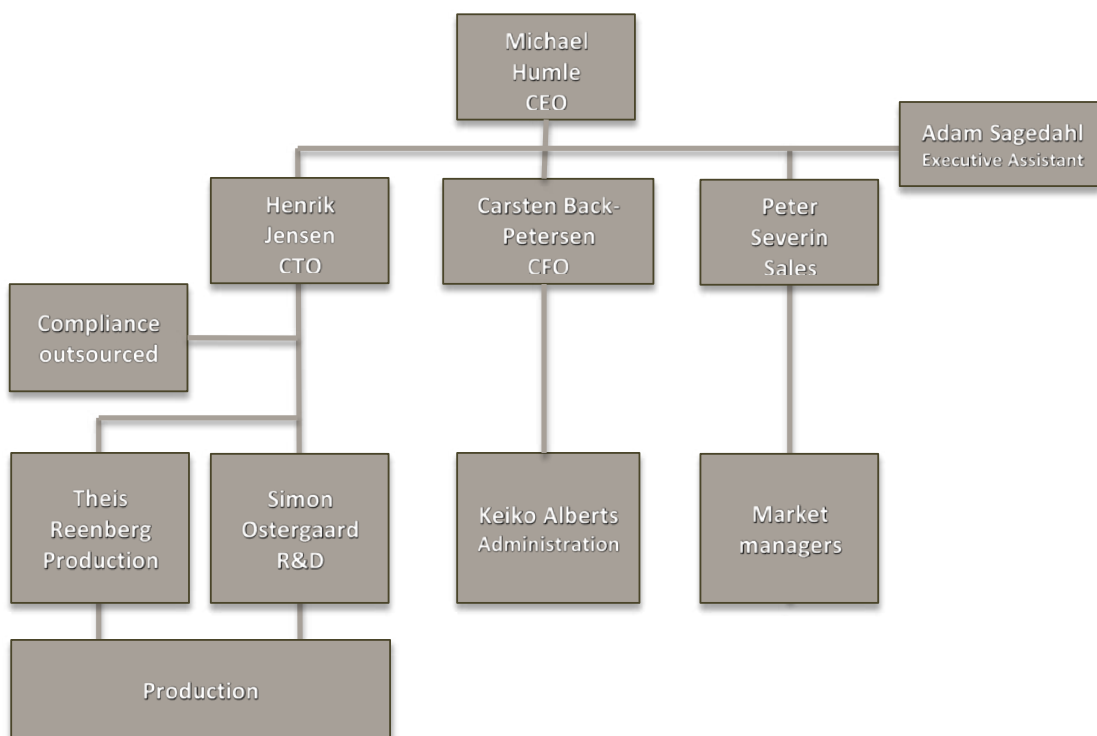 Michael
Humle
CEO
Adam Sagedahl
Executive Assistant
Henrik
Jensen
CTO
Carsten Back-
Petersen
CFO
Peter
Severin
Sales
Compliance
outsourced
Theis
Reenberg
Production
Simon
Ostergaard
R&D
Keiko Alberts
Administration
Market
managers
Production